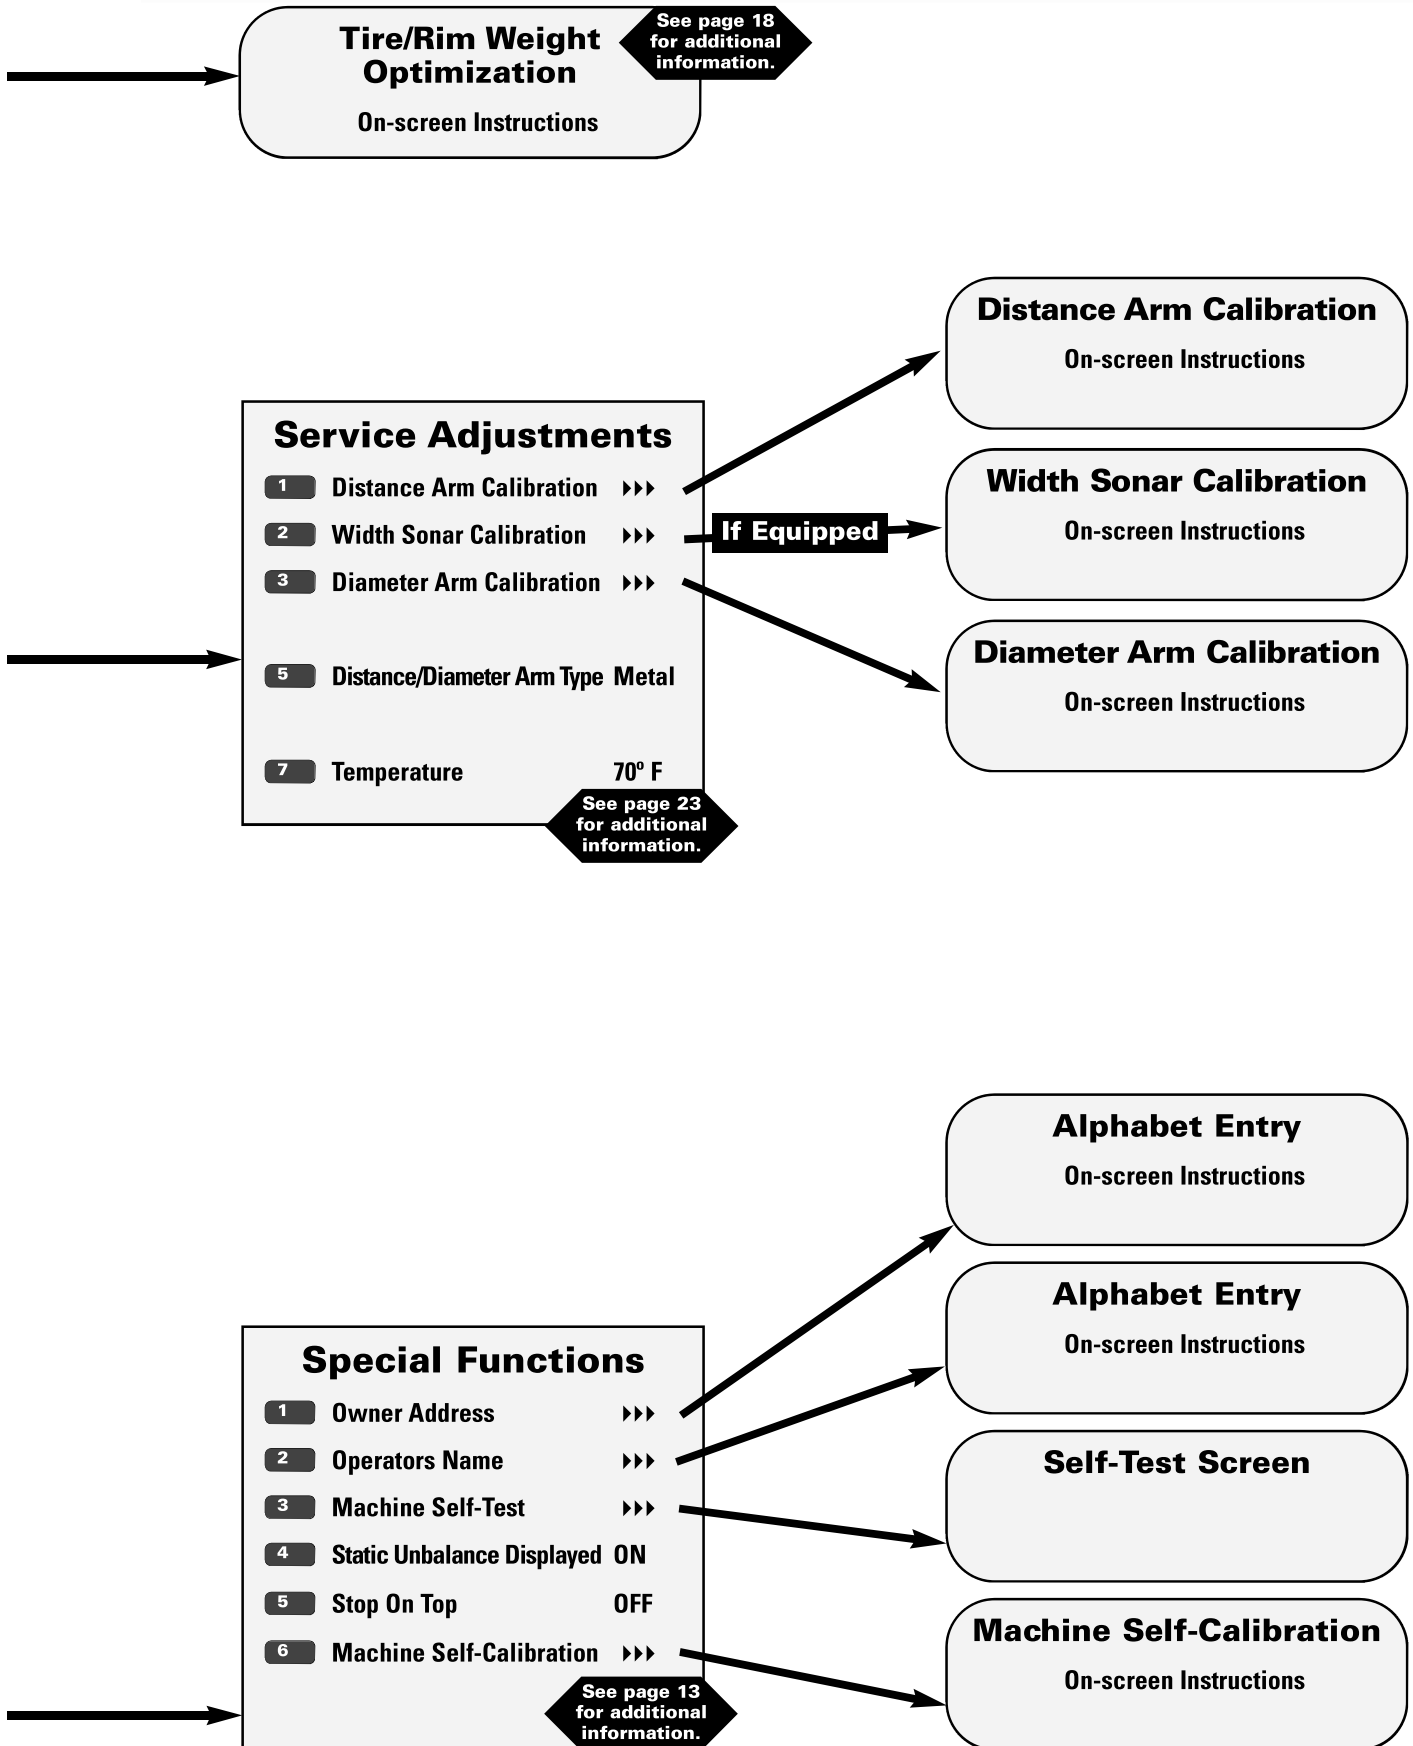 Tire/Rim Weight
Optimization
On-screen Instructions
See page 18
for additional
information.
Service Adjustments
1 Distance Arm Calibration
2 Width Sonar Calibration
3 Diameter Arm Calibration
5 Distance/Diameter Arm Type Metal
7 Temperature 70º F
See page 23
for additional
information.
If Equipped
Distance Arm Calibration
On-screen Instructions
Width Sonar Calibration
On-screen Instructions
Diameter Arm Calibration
On-screen Instructions
Special Functions
1 Owner Address
2 Operators Name
3 Machine Self-Test
4 Static Unbalance Displayed ON
5 Stop On Top OFF
6 Machine Self-Calibration
See page 13
for additional
information.
Alphabet Entry
On-screen Instructions
Alphabet Entry
On-screen Instructions
Self-Test Screen
Machine Self-Calibration
On-screen Instructions